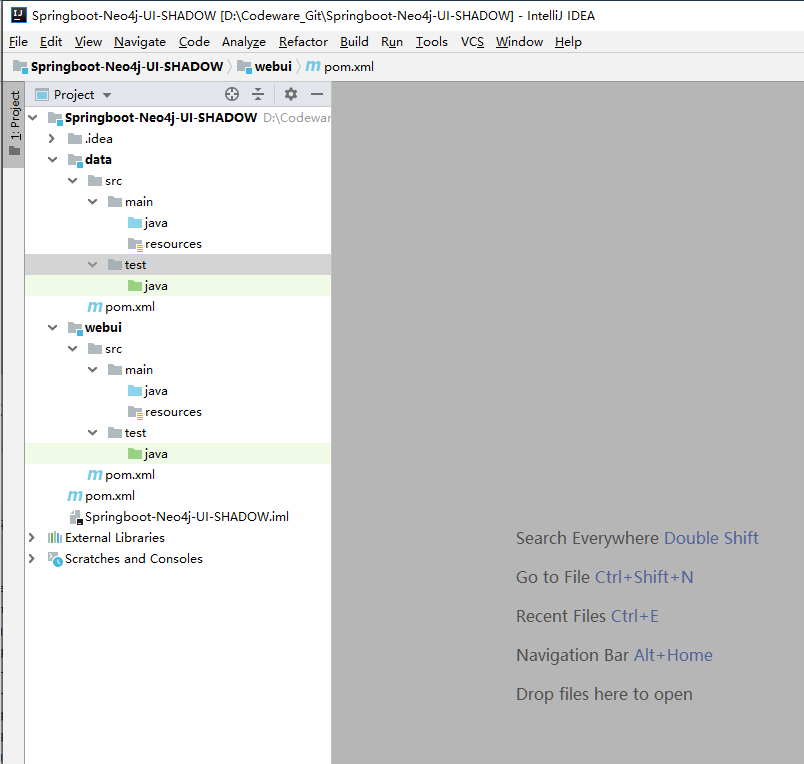 Springboot-Neo4j-UI-SHADOW [D:\Codeware_Git\Springboot-Neo4j-UI-SHADOW] - IntelliJ IDEA
File Edit View Navigate Code Analyze Refactor Build Run Tools VCS Window Help
Springboot-Neo4j-UI-SHADOW webui m pom.xml
1: Project
Project
Springboot-Neo4j-UI-SHADOW D:\Codewar
.idea
data
src
main
java
resources
test
java
m pom.xml
webui
src
main
java
resources
test
java
m pom.xml
m pom.xml
Springboot-Neo4j-UI-SHADOW.iml
External Libraries
Scratches and Consoles
Search Everywhere Double Shift
Go to File Ctrl+Shift+N
Recent Files Ctrl+E
Navigation Bar Alt+Home
Drop files here to open